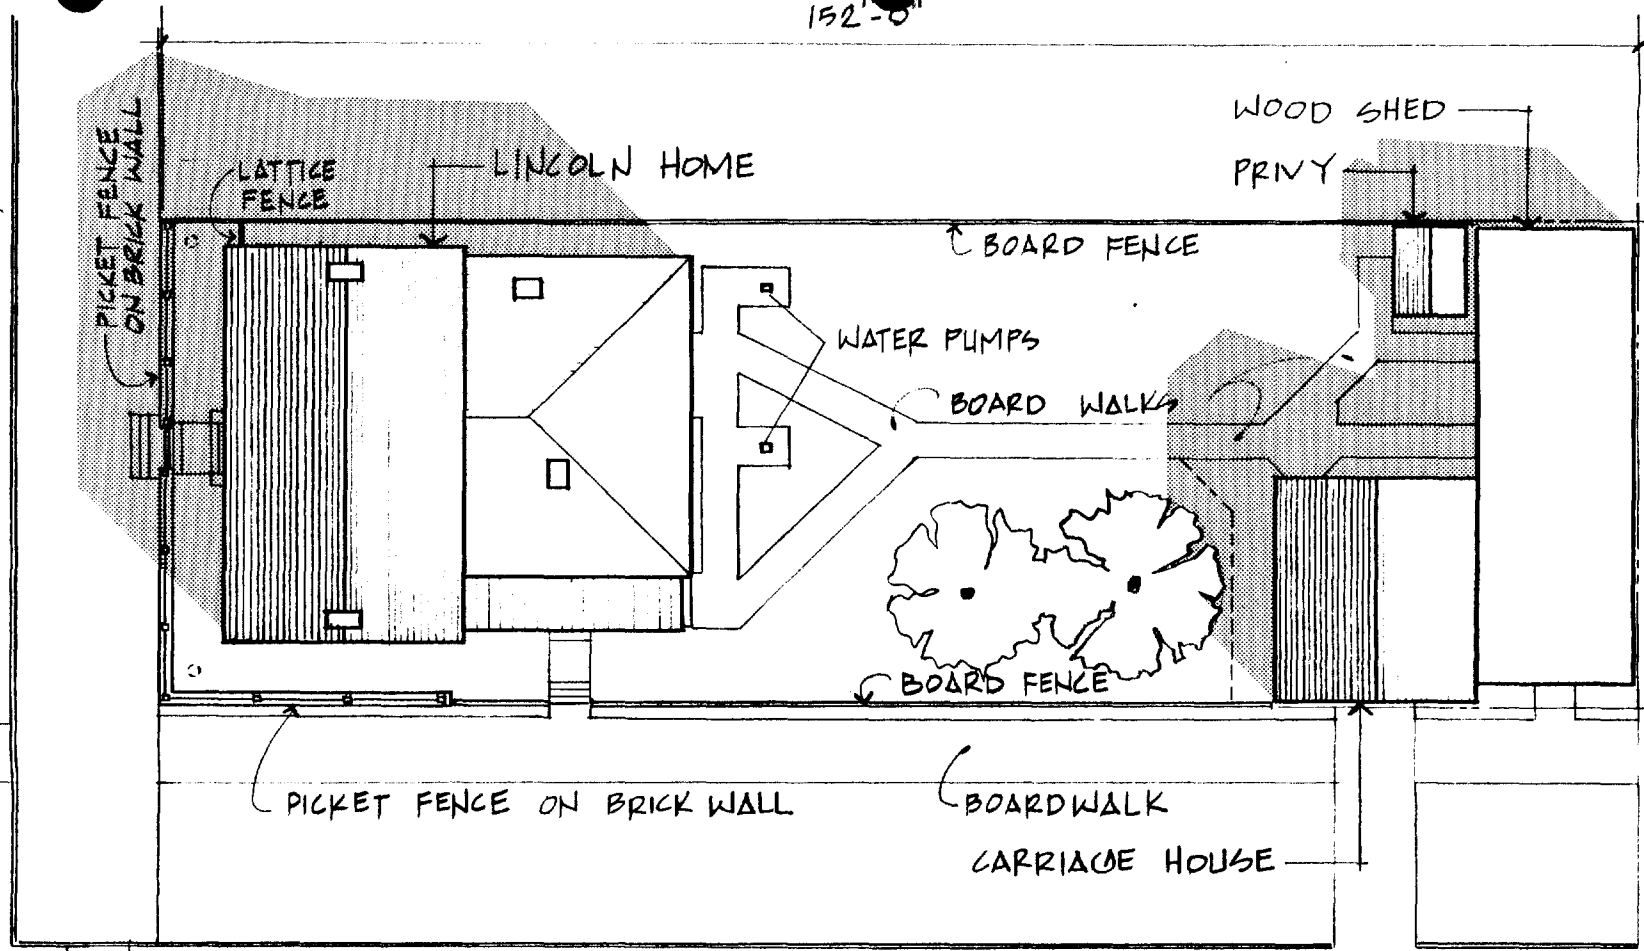 152'-0"
WOOD SHED
PRIVY
PICKET FENCE
ON BRICK WALL
LATTICE
FENCE
LINCOLN HOME
BOARD FENCE
WATER PUMPS
BOARD WALKS
BOARD FENCE
PICKET FENCE ON BRICK WALL
BOARDWALK
CARRIAGE HOUSE